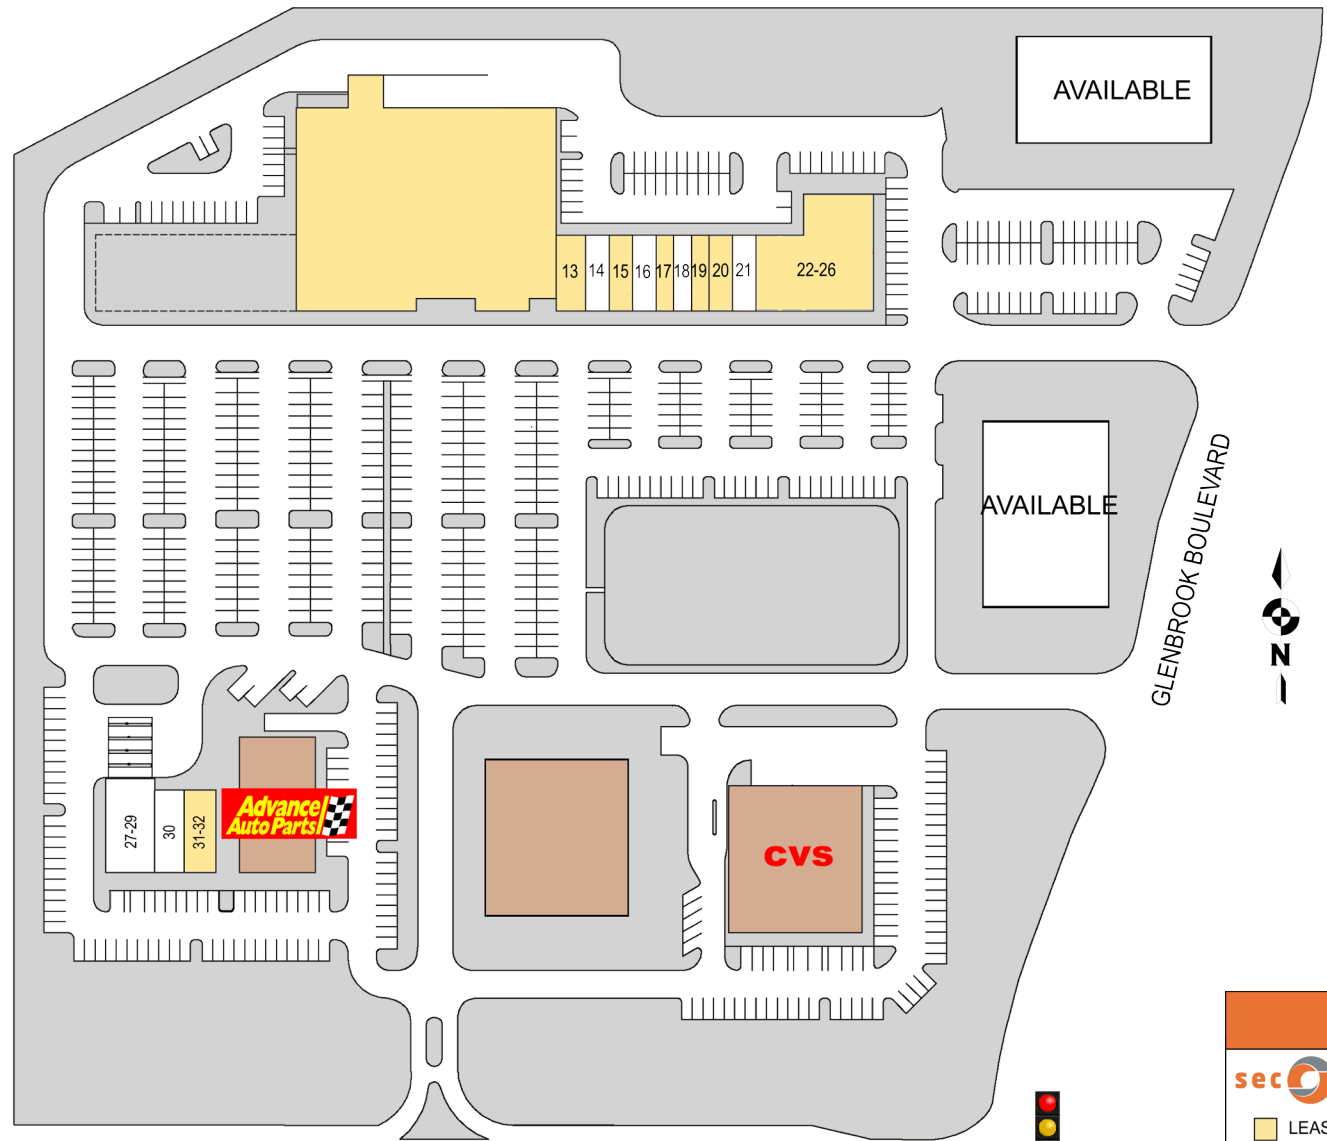 AVAILABLE
13
14
15
16
17
18
19
20
21
22-26
AVAILABLE
GLENBROOK BOULEVARD
N
27-29
30
31-32
Advance
Auto Parts
CVS
sec
LEAS